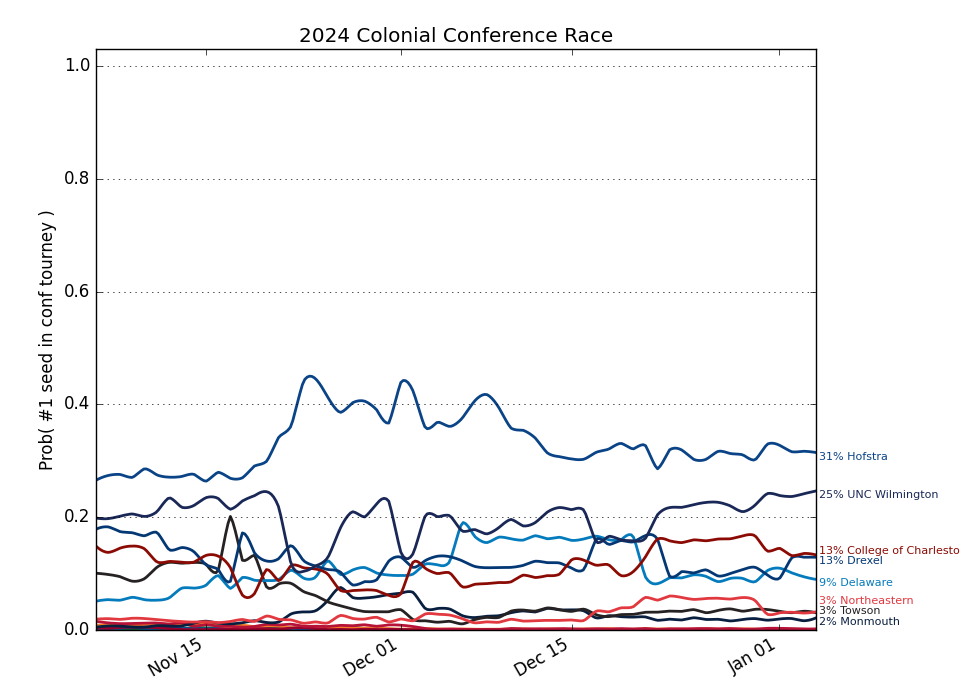 2024 Colonial Conference Race
Prob( #1 seed in conf tourney )
1.0
0.8
0.6
0.4
0.2
0.0
Nov 15
Dec 01
Dec 15
Jan 01
31% Hofstra
25% UNC Wilmington
13% College of Charlesto
13% Drexel
9% Delaware
3% Northeastern
3% Towson
2% Monmouth